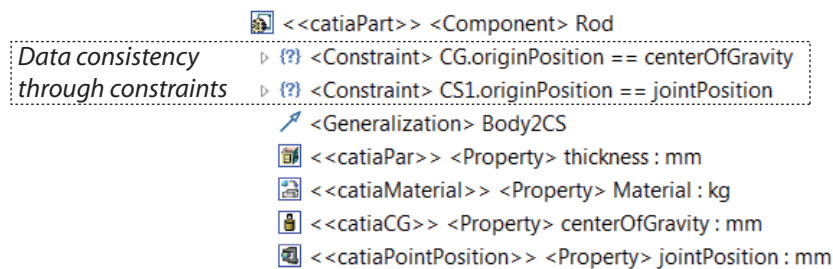 <<catiaPart>> <Component> Rod
Data consistency
through constraints
{?} <Constraint> CG.originPosition == centerOfGravity
{?} <Constraint> CS1.originPosition == jointPosition
<Generalization> Body2CS
<<catiaPar>> <Property> thickness : mm
<<catiaMaterial>> <Property> Material : kg
<<catiaCG>> <Property> centerOfGravity : mm
<<catiaPointPosition>> <Property> jointPosition : mm